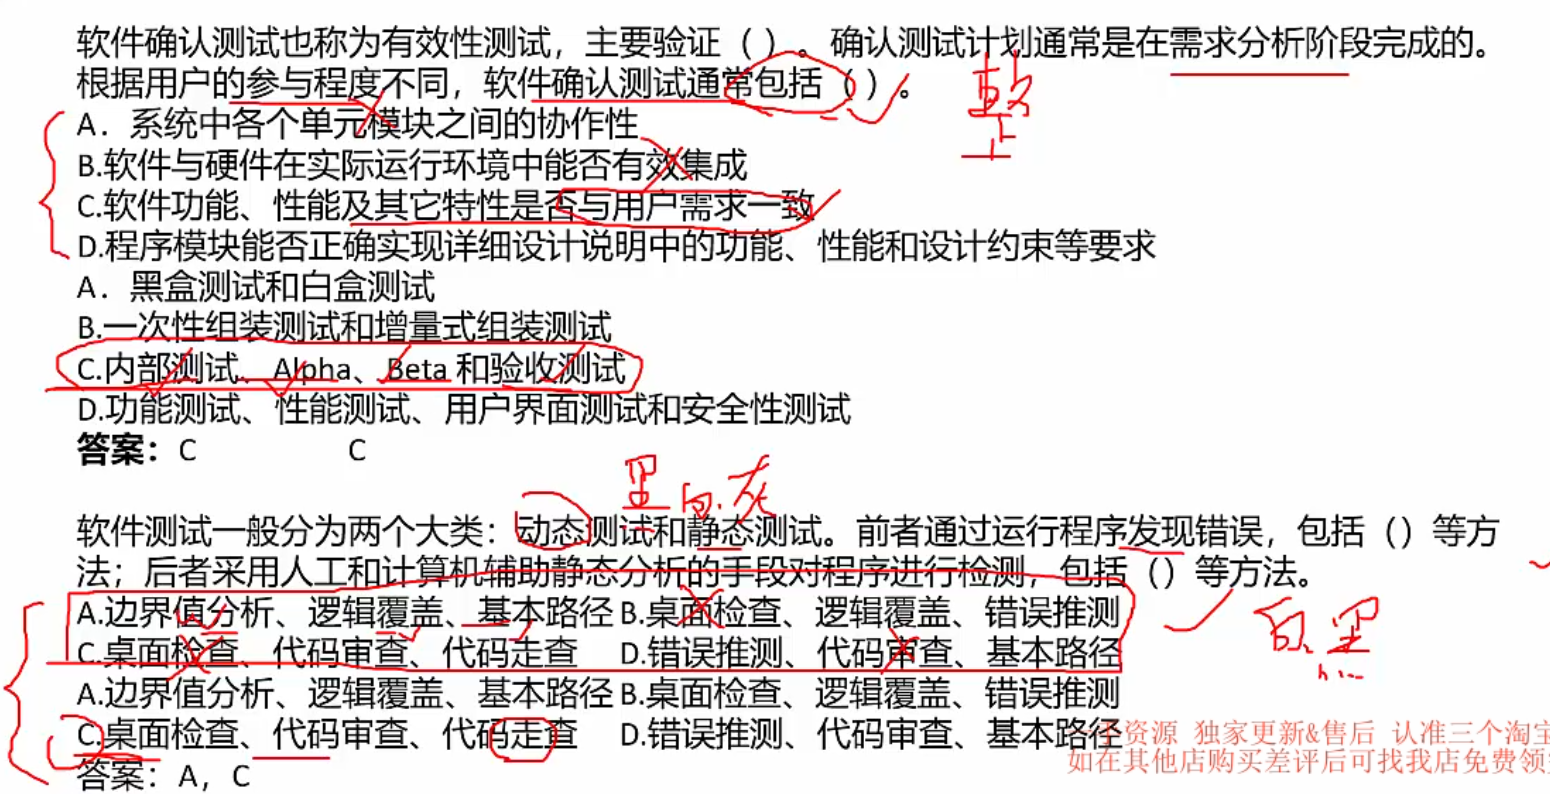 软件确认测试也称为有效性测试，主要验证（ ）。确认测试计划通常是在需求分析阶段完成的。
根据用户的参与程度不同，软件确认测试通常包括（ ）。
A．系统中各个单元模块之间的协作性
B.软件与硬件在实际运行环境中能否有效集成
C.软件功能、性能及其它特性是否与用户需求一致
D.程序模块能否正确实现详细设计说明中的功能、性能和设计约束等要求
A．黑盒测试和白盒测试
B.一次性组装测试和增量式组装测试
C.内部测试、Alpha、Beta 和验收测试
D.功能测试、性能测试、用户界面测试和安全性测试
答案：C C
黑 白 灰
软件测试一般分为两个大类：动态测试和静态测试。前者通过运行程序发现错误，包括（）等方
法；后者采用人工和计算机辅助静态分析的手段对程序进行检测，包括（）等方法。
A.边界值分析、逻辑覆盖、基本路径 B.桌面检查、逻辑覆盖、错误推测
C.桌面检查、代码审查、代码走查 D.错误推测、代码审查、基本路径
白 黑
A.边界值分析、逻辑覆盖、基本路径 B.桌面检查、逻辑覆盖、错误推测
C.桌面检查、代码审查、代码走查 D.错误推测、代码审查、基本路径
答案：A，C
一手资源 独家更新&售后 认准三个淘宝
如在其他店购买差评后可找我店免费领